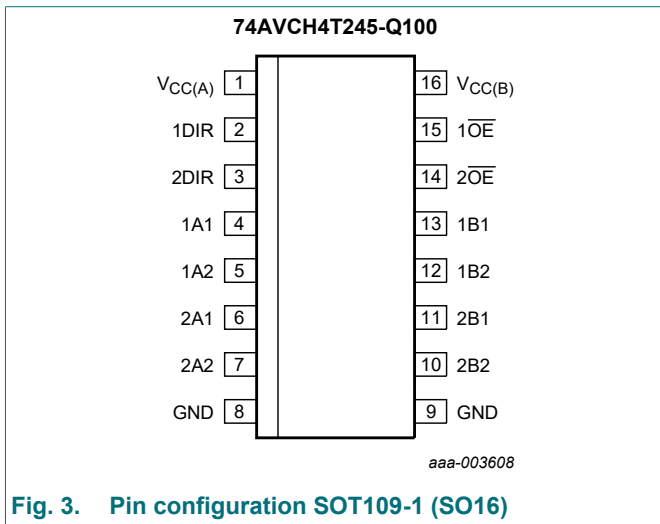 74AVCH4T245-Q100
VCC(A) 1 16 VCC(B)
1DIR 2 15 1O̅E̅
2DIR 3 14 2O̅E̅
1A1 4 13 1B1
1A2 5 12 1B2
2A1 6 11 2B1
2A2 7 10 2B2
GND 8 9 GND
aaa-003608
Fig. 3. Pin configuration SOT109-1 (SO16)